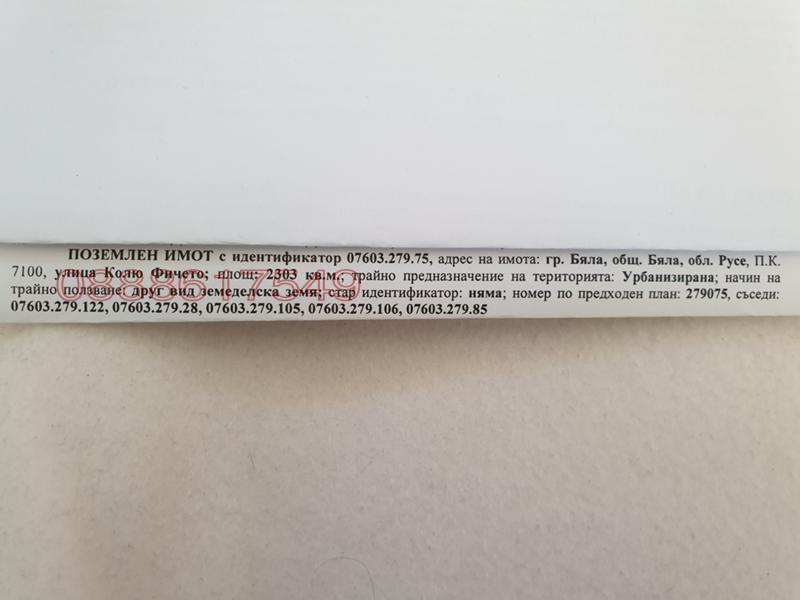 ПОЗЕМЛЕН ИМОТ с идентификатор 07603.279.75, адрес на имота: гр. Бяла, общ. Бяла, обл. Русе, П.К.
7100, улица Колю Фичето; площ: 2303 кв.м.; трайно предназначение на територията: Урбанизирана; начин на
трайно ползване: друг вид земеделска земя; стар идентификатор: няма; номер по предходен план: 279075, съседи:
07603.279.122, 07603.279.28, 07603.279.105, 07603.279.106, 07603.279.85
0888517549